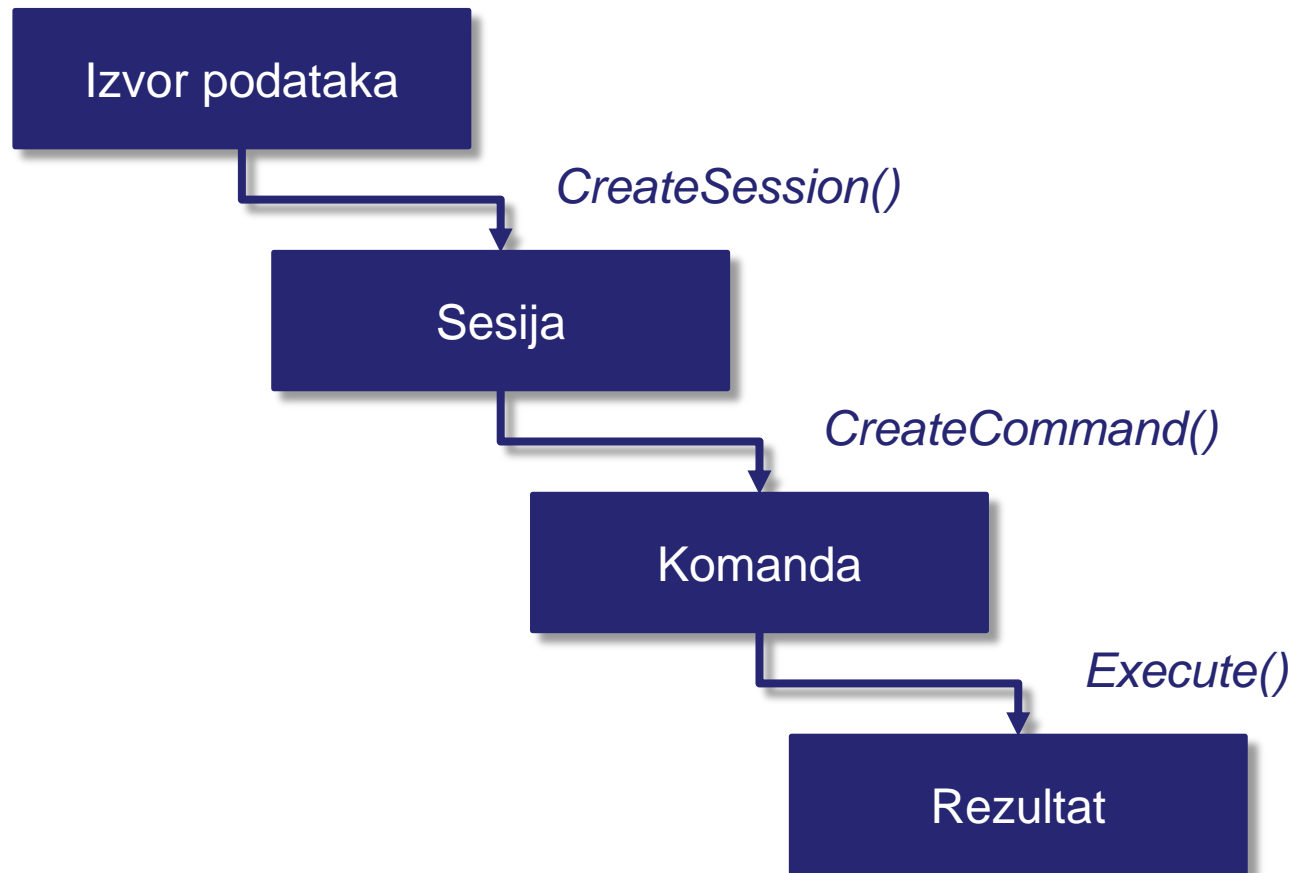 Izvor podataka
CreateSession()
Sesija
CreateCommand()
Komanda
Execute()
Rezultat